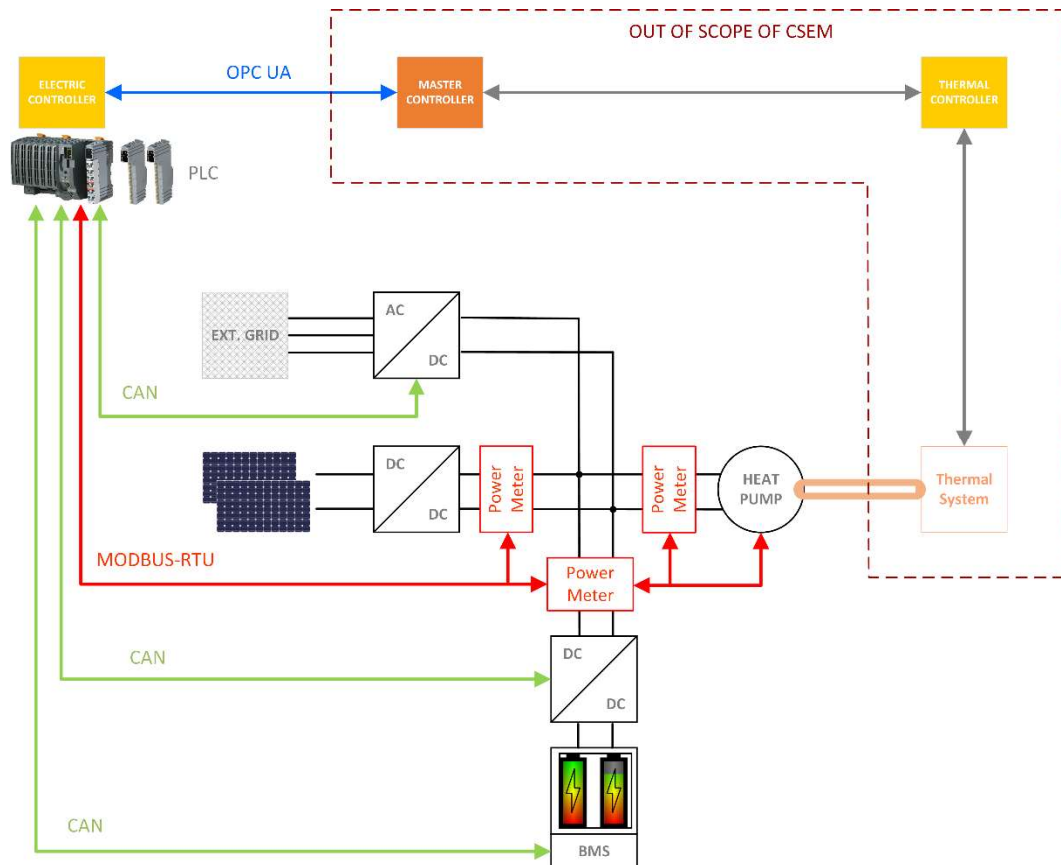 OUT OF SCOPE OF CSEM
ELECTRIC
CONTROLLER
OPC UA
MASTER
CONTROLLER
THERMAL
CONTROLLER
PLC
EXT. GRID
AC
DC
CAN
DC
DC
Power
Meter
Power
Meter
HEAT
PUMP
Thermal
System
MODBUS-RTU
Power
Meter
CAN
DC
DC
CAN
BMS